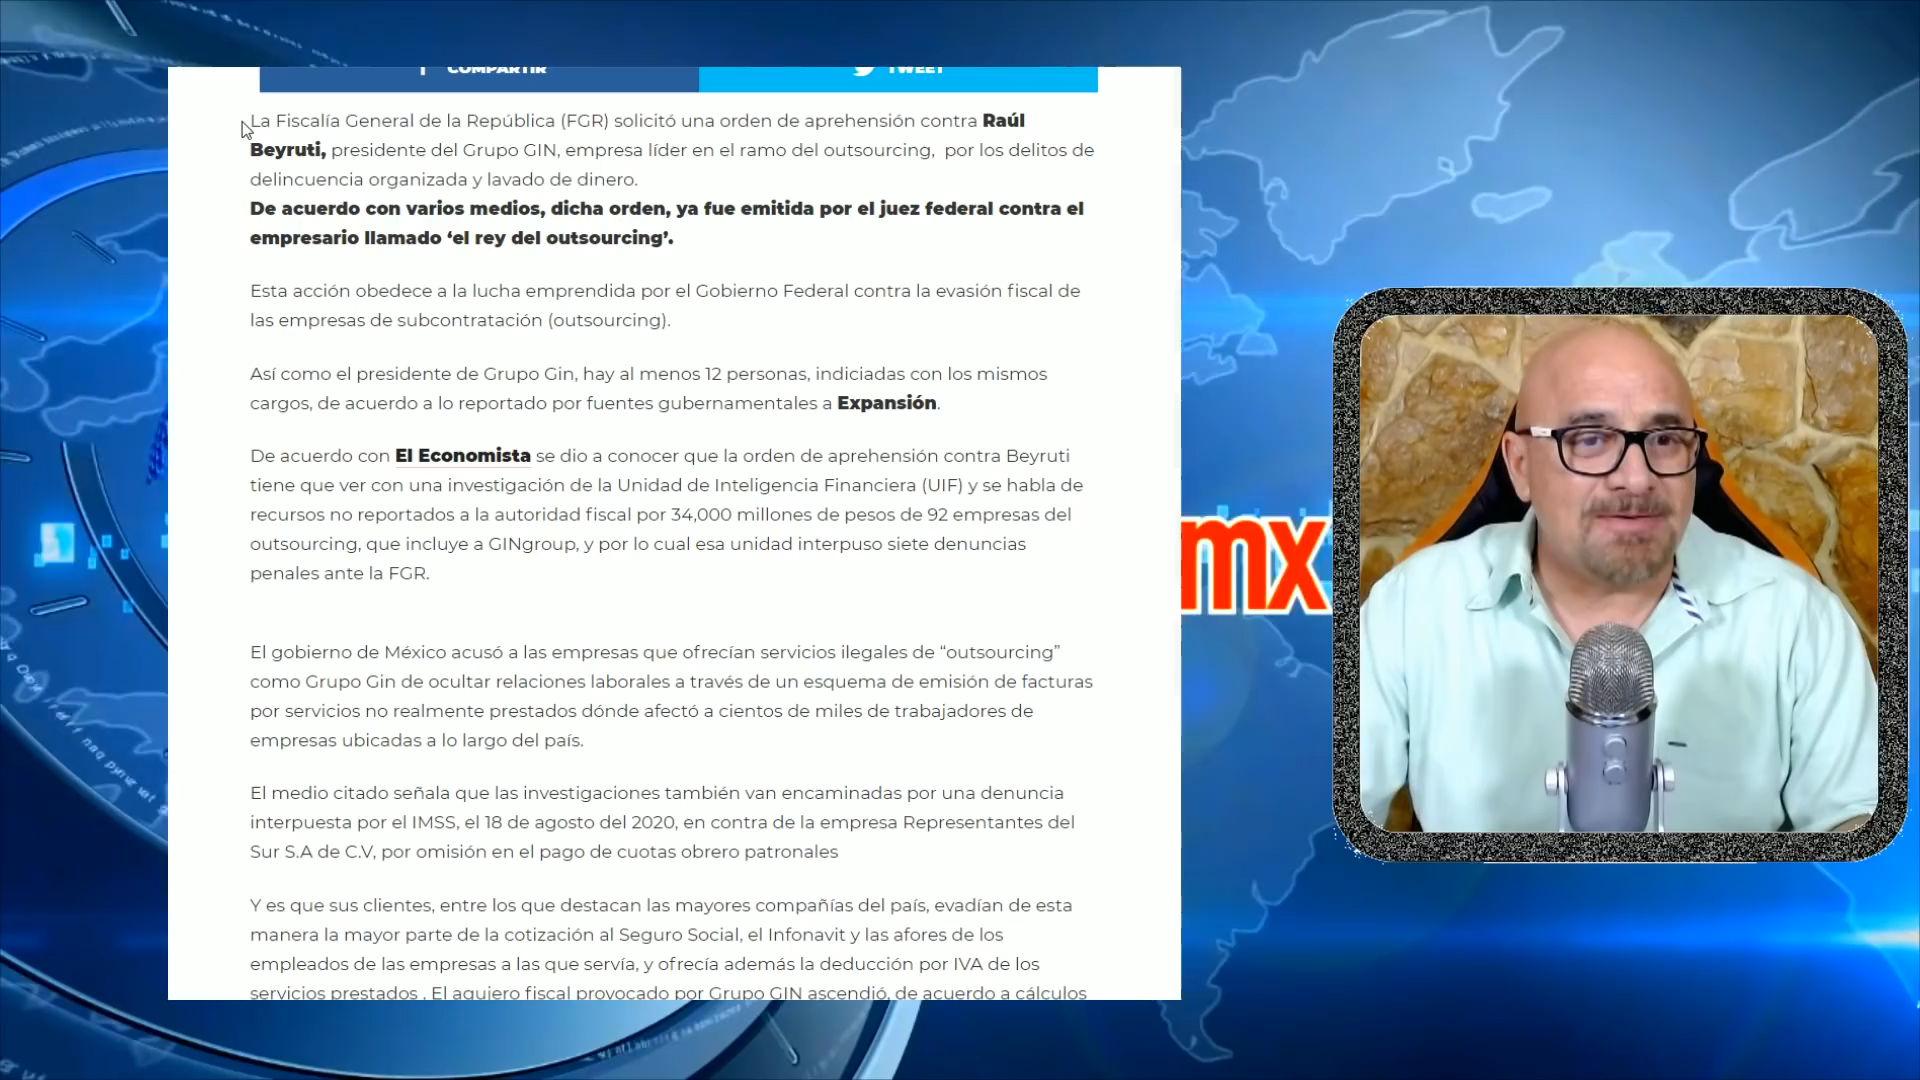 COMPARTIR TWEET
La Fiscalía General de la República (FGR) solicitó una orden de aprehensión contra Raúl
Beyruti, presidente del Grupo GIN, empresa líder en el ramo del outsourcing, por los delitos de
delincuencia organizada y lavado de dinero.
De acuerdo con varios medios, dicha orden, ya fue emitida por el juez federal contra el
empresario llamado ‘el rey del outsourcing’.
Esta acción obedece a la lucha emprendida por el Gobierno Federal contra la evasión fiscal de
las empresas de subcontratación (outsourcing).
Así como el presidente de Grupo Gin, hay al menos 12 personas, indiciadas con los mismos
cargos, de acuerdo a lo reportado por fuentes gubernamentales a Expansión.
De acuerdo con El Economista se dio a conocer que la orden de aprehensión contra Beyruti
tiene que ver con una investigación de la Unidad de Inteligencia Financiera (UIF) y se habla de
recursos no reportados a la autoridad fiscal por 34,000 millones de pesos de 92 empresas del
outsourcing, que incluye a GINgroup, y por lo cual esa unidad interpuso siete denuncias
penales ante la FGR.
El gobierno de México acusó a las empresas que ofrecían servicios ilegales de “outsourcing”
como Grupo Gin de ocultar relaciones laborales a través de un esquema de emisión de facturas
por servicios no realmente prestados dónde afectó a cientos de miles de trabajadores de
empresas ubicadas a lo largo del país.
El medio citado señala que las investigaciones también van encaminadas por una denuncia
interpuesta por el IMSS, el 18 de agosto del 2020, en contra de la empresa Representantes del
Sur S.A de C.V, por omisión en el pago de cuotas obrero patronales
Y es que sus clientes, entre los que destacan las mayores compañías del país, evadían de esta
manera la mayor parte de la cotización al Seguro Social, el Infonavit y las afores de los
empleados de las empresas a las que servía, y ofrecía además la deducción por IVA de los
servicios prestados . El agujero fiscal provocado por Grupo GIN ascendió, de acuerdo a cálculos
mx